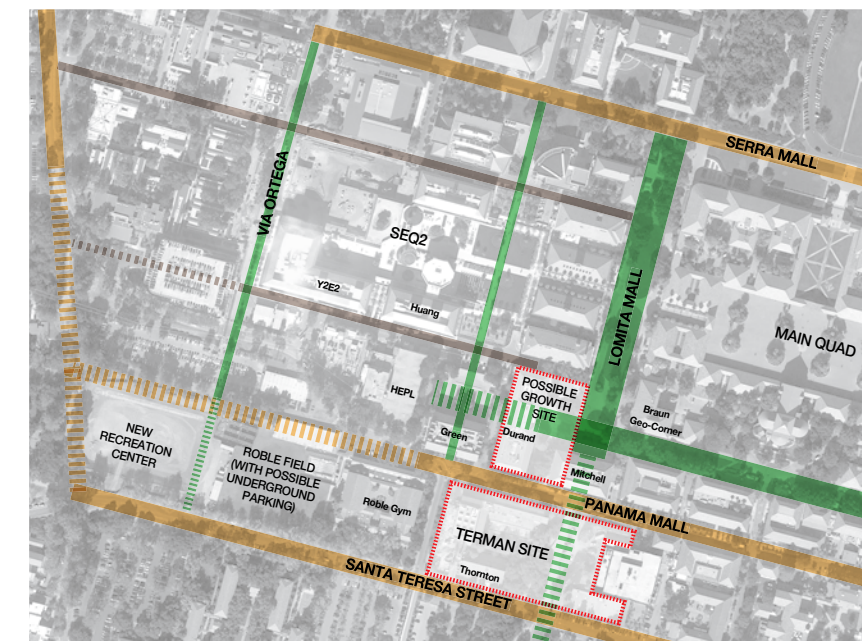 SERRA MALL
VIA ORTEGA
SEQ2
Y2E2
Huang
LOMITA MALL
MAIN QUAD
HEPL
POSSIBLE
GROWTH
SITE
Braun
Geo-Corner
Green
Durand
NEW
RECREATION
CENTER
ROBLE FIELD
(WITH POSSIBLE
UNDERGROUND
PARKING)
Roble Gym
Mitchell
PANAMA MALL
TERMAN SITE
Thornton
SANTA TERESA STREET